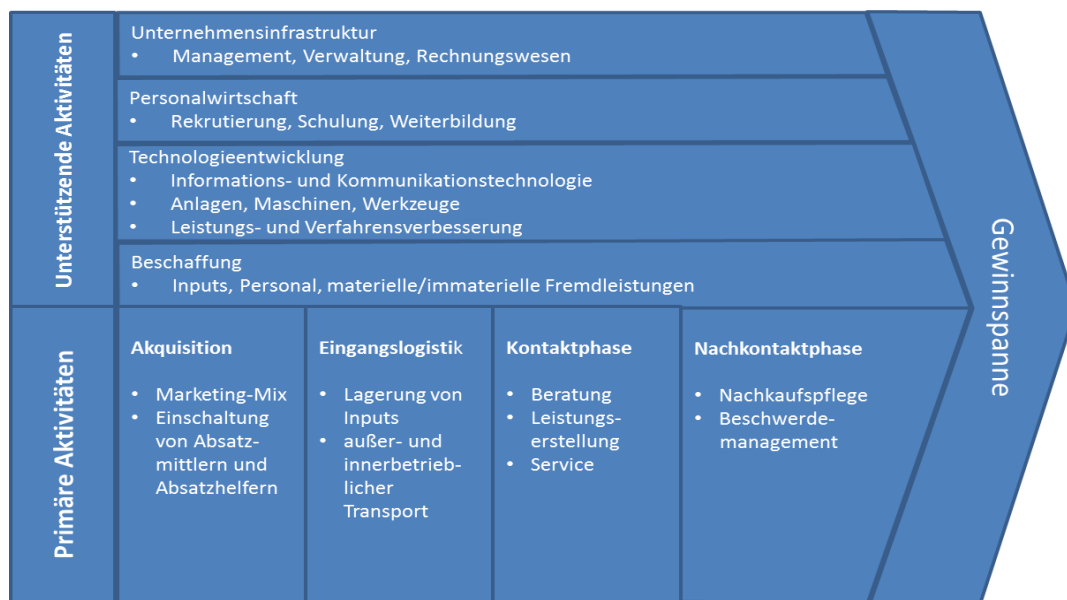 Unterstützende Aktivitäten
Unternehmensinfrastruktur
• Management, Verwaltung, Rechnungswesen
Personalwirtschaft
• Rekrutierung, Schulung, Weiterbildung
Technologieentwicklung
• Informations- und Kommunikationstechnologie
• Anlagen, Maschinen, Werkzeuge
• Leistungs- und Verfahrensverbesserung
Beschaffung
• Inputs, Personal, materielle/immaterielle Fremdleistungen
Primäre Aktivitäten
Akquisition
• Marketing-Mix
• Einschaltung
von Absatz-
mittlern und
Absatzhelfern
Eingangslogistik
• Lagerung von
Inputs
• außer- und
innerbetrieb-
licher
Transport
Kontaktphase
• Beratung
• Leistungs-
erstellung
• Service
Nachkontaktphase
• Nachkaufspflege
• Beschwerde-
management
Gewinnspanne